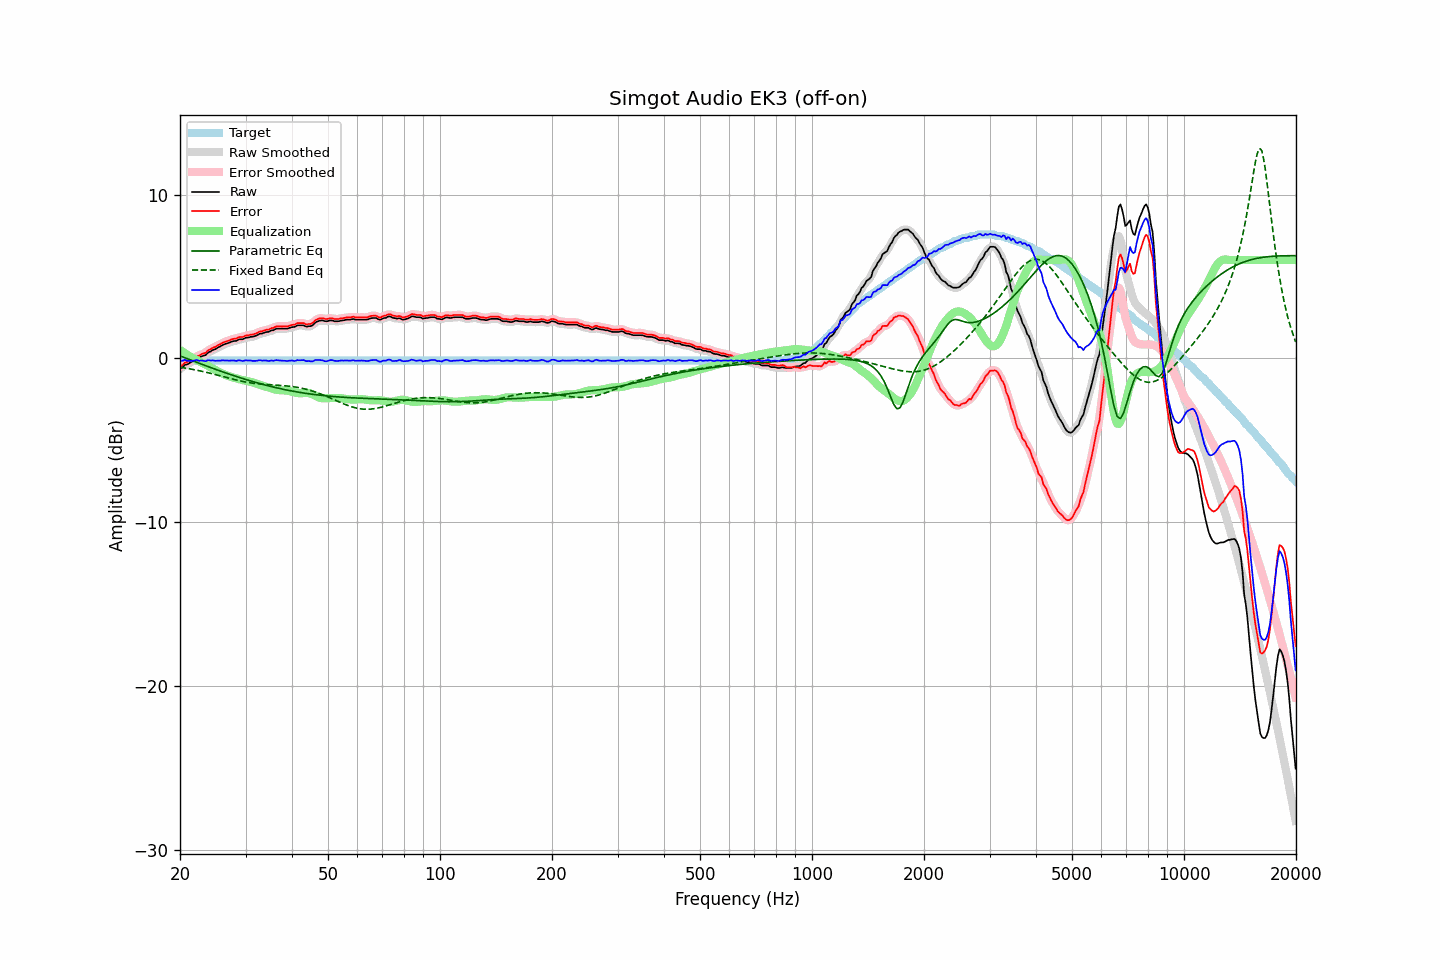 Simgot Audio EK3 (off-on)
Target
Raw Smoothed
Error Smoothed
Raw
Error
Equalization
Parametric Eq
Fixed Band Eq
Equalized
10
0
−10
−20
−30
Amplitude (dBr)
20 50 100 200 500 1000 2000 5000 10000 20000
Frequency (Hz)